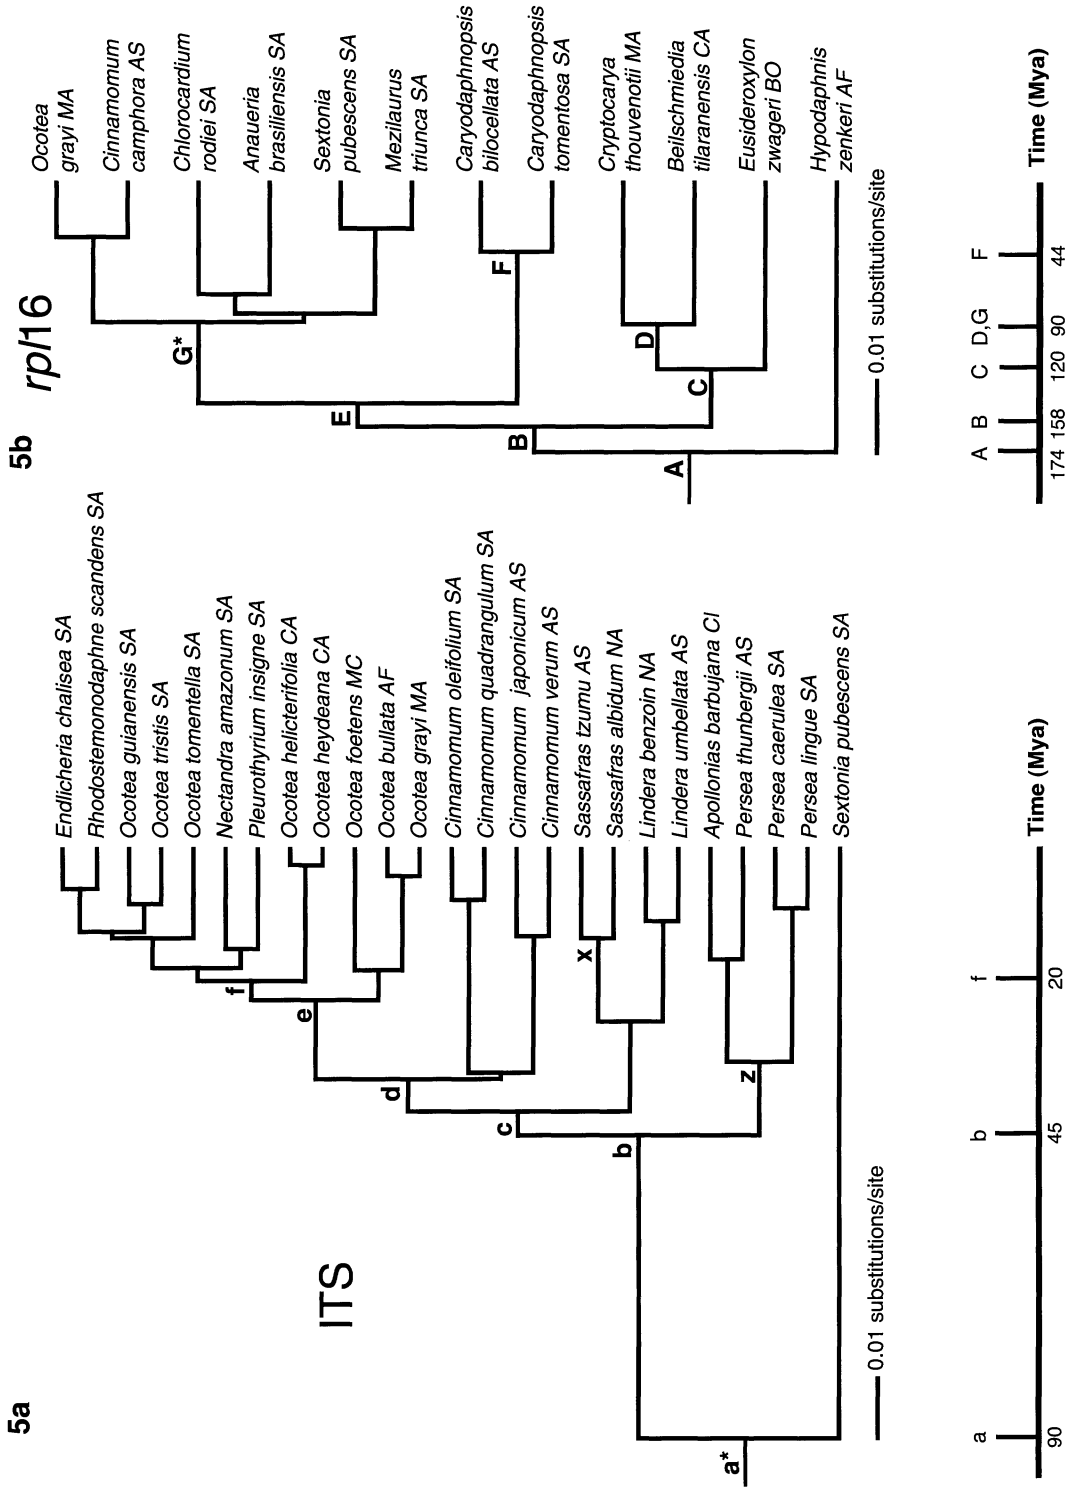 5a
ITS
Endlicheria chalisea SA
Rhodostemonodaphne scandens SA
Ocotea guianensis SA
Ocotea tristis SA
Ocotea tomentella SA
Nectandra amazonum SA
Pleurothyrium insigne SA
Ocotea helicterifolia CA
Ocotea heydeana CA
Ocotea foetens MC
Ocotea bullata AF
Ocotea grayi MA
Cinnamomum oleifolium SA
Cinnamomum quadrangulum SA
Cinnamomum japonicum AS
Cinnamomum verum AS
Sassafras tzumu AS
Sassafras albidum NA
Lindera benzoin NA
Lindera umbellata AS
Apollonias barbujana CI
Persea thunbergii AS
Persea caerulea SA
Persea lingue SA
Sextonia pubescens SA
f
e
d
x
c
z
b
a*
0.01 substitutions/site
a b f
90 45 20
Time (Mya)
5b
rpl16
Ocotea
grayi MA
Cinnamomum
camphora AS
Chlorocardium
rodiei SA
Anaueria
brasiliensis SA
Sextonia
pubescens SA
Mezilaurus
triunca SA
Caryodaphnopsis
bilocellata AS
Caryodaphnopsis
tomentosa SA
Cryptocarya
thouvenotii MA
Beilschmiedia
tilaranensis CA
Eusideroxylon
zwageri BO
Hypodaphnis
zenkeri AF
G*
E
F
B
D
C
A
0.01 substitutions/site
A B C D,G F
174 158 120 90 44
Time (Mya)